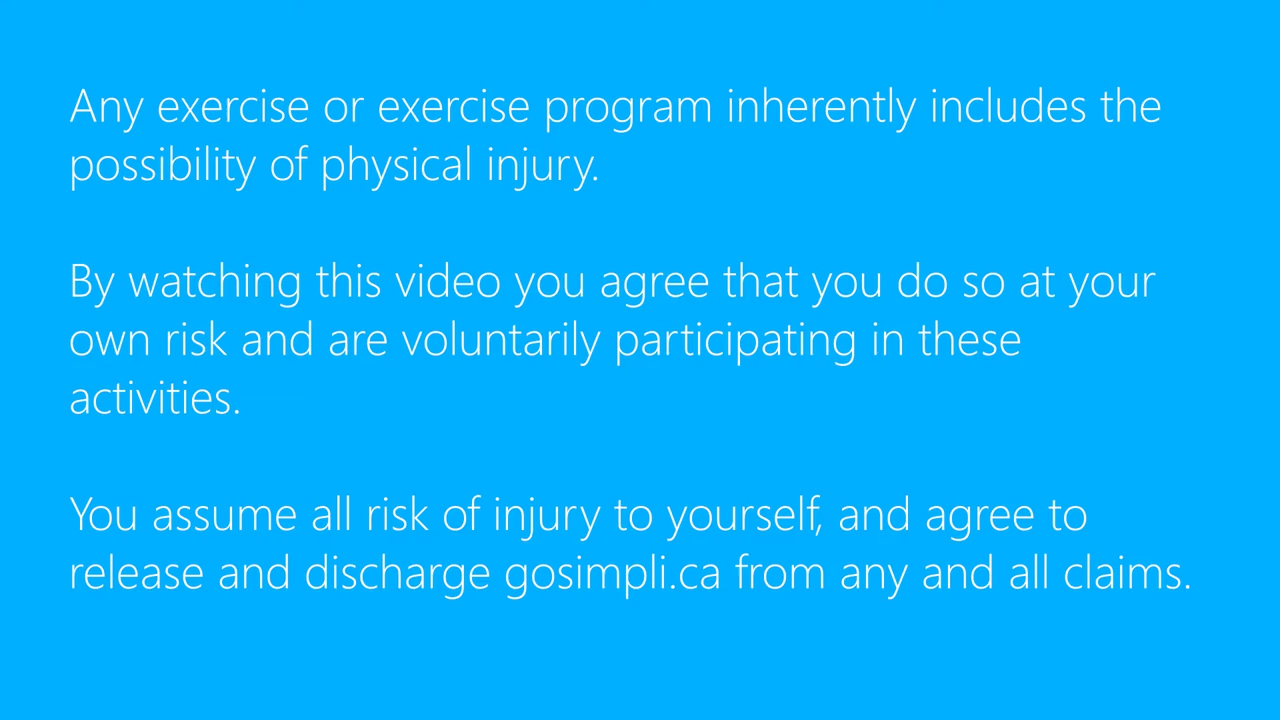 Any exercise or exercise program inherently includes the
possibility of physical injury.
By watching this video you agree that you do so at your
own risk and are voluntarily participating in these
activities.
You assume all risk of injury to yourself, and agree to
release and discharge gosimpli.ca from any and all claims.